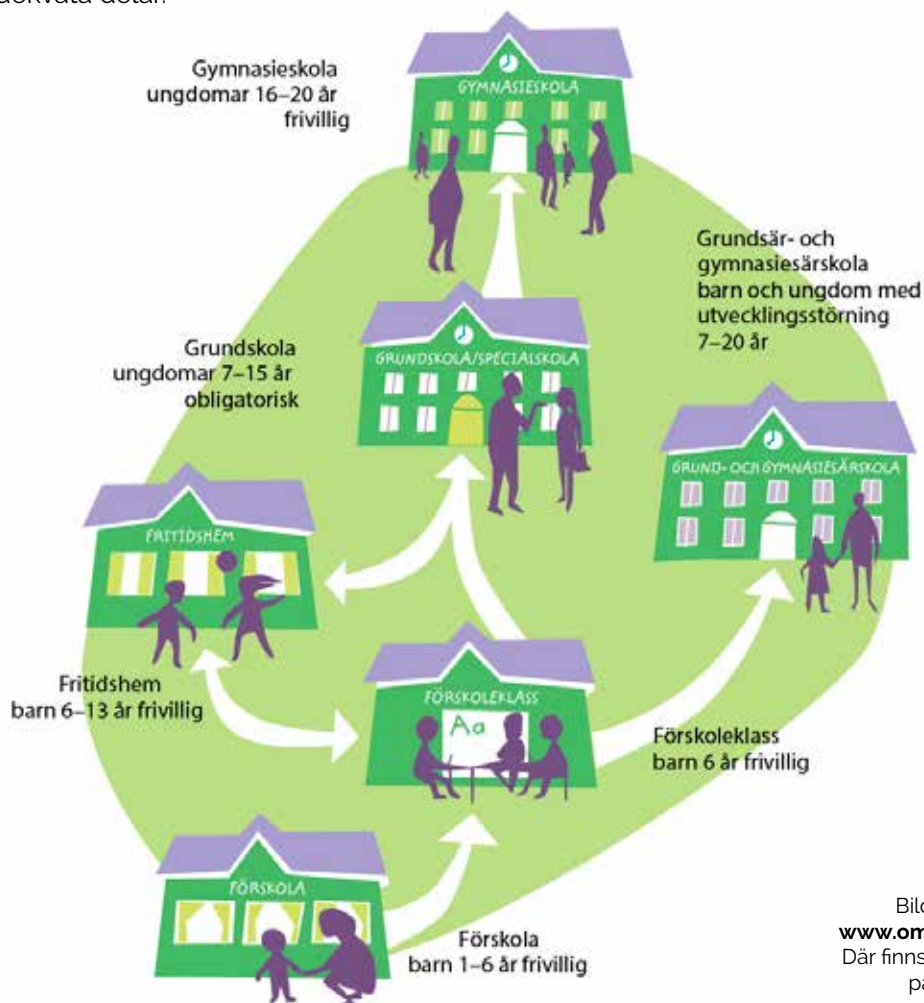 Gymnasieskola
ungdomar 16–20 år
frivillig
GYMNASIESKOLA
Grundsär- och
gymnasiesärskola
barn och ungdom med
utvecklingsstörning
7–20 år
Grundskola
ungdomar 7–15 år
obligatorisk
GRUNDSKOLA/SPECIALSKOLA
GRUND- OCH GYMNASIESÄRSKOLA
FRITIDSHEM
Fritidshem
barn 6–13 år frivillig
FÖRSKOLEKLASS
Aa
Förskoleklass
barn 6 år frivillig
FÖRSKOLA
Förskola
barn 1–6 år frivillig
www.om
Där finns